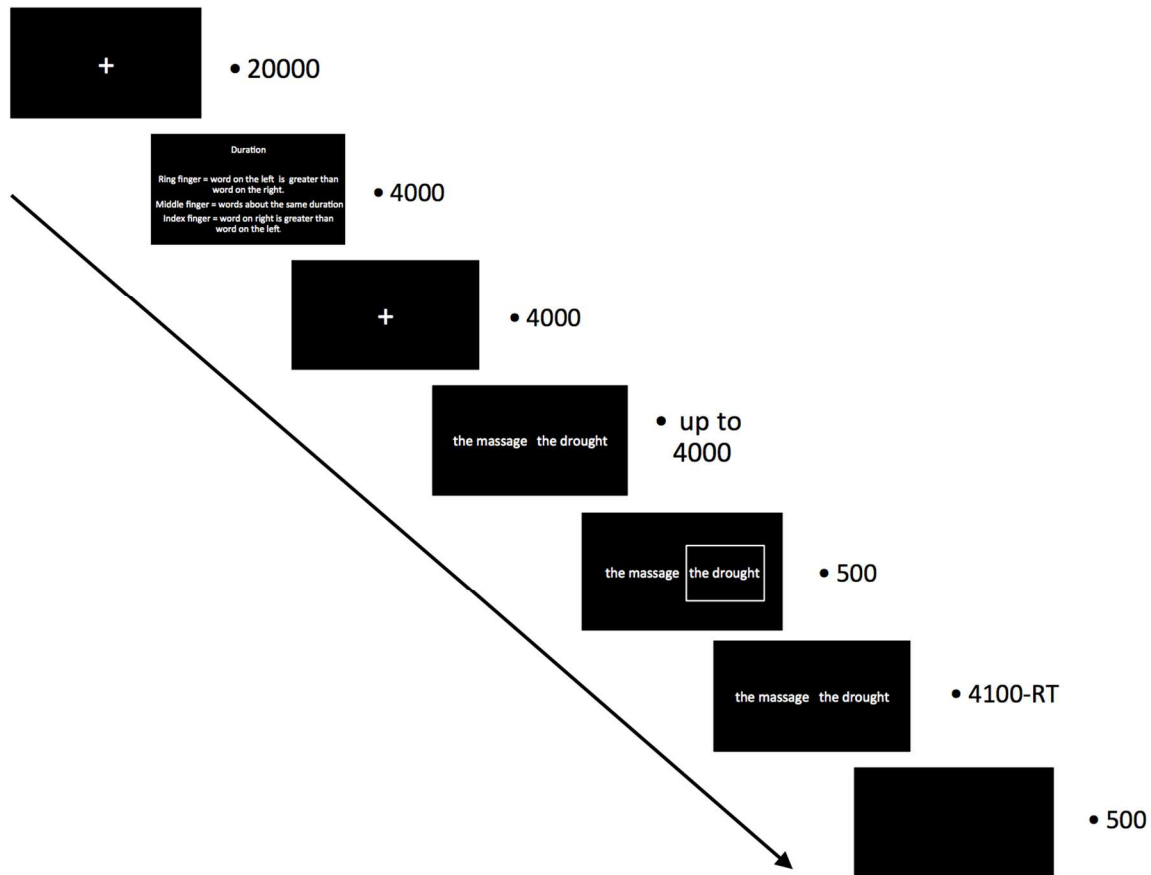 +
• 20000
Duration
Ring finger = word on the left is greater than
word on the right.
Middle finger = words about the same duration
Index finger = word on right is greater than
word on the left.
• 4000
+
• 4000
the massage the drought
• up to
4000
the massage the drought
• 500
the massage the drought
• 4100-RT
• 500